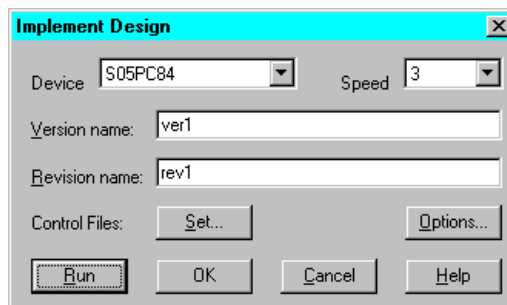 Implement Design
Device S05PC84 Speed 3
Version name: ver1
Revision name: rev1
Control Files: Set... Options...
Run OK Cancel Help